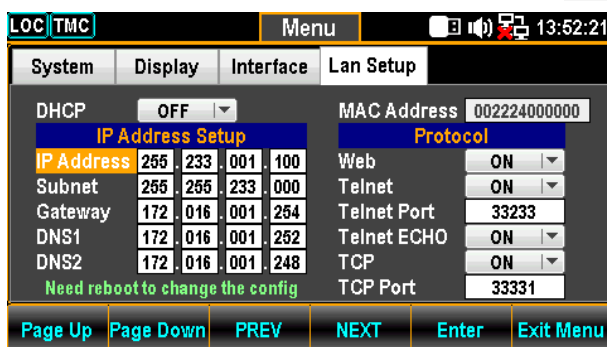 LOC TMC Menu 13:52:21
System Display Interface Lan Setup
DHCP OFF MAC Address 002224000000
IP Address Setup Protocol
IP Address 255 . 233 . 001 . 100 Web ON
Subnet 255 . 255 . 233 . 000 Telnet ON
Gateway 172 . 016 . 001 . 254 Telnet Port 33233
DNS1 172 . 016 . 001 . 252 Telnet ECHO ON
DNS2 172 . 016 . 001 . 248 TCP ON
Need reboot to change the config TCP Port 33331
Page Up Page Down PREV NEXT Enter Exit Menu